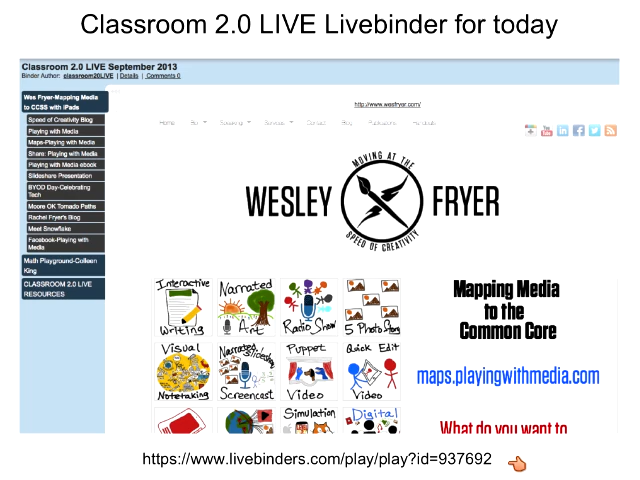 Classroom 2.0 LIVE Livebinder for today
Classroom 2.0 LIVE September 2013
Binder Author: classroom20LIVE | Details | Comments 0
Wes Fryer-Mapping Media
to CCSS with iPads
Speed of Creativity Blog
Playing with Media
Maps-Playing with Media
Share: Playing with Media
Playing with Media ebook
Slideshare Presentation
BYOD Day-Celebrating
Tech
Moore OK Tornado Paths
Rachel Fryer's Blog
Meet Snowflake
Facebook-Playing with
Media
Math Playground-Colleen
King
CLASSROOM 2.0 LIVE
RESOURCES
http://www.wesfryer.com/
Home Bio Speaking Services Contact Blog Publications Handouts
MOVING AT THE
WESLEY FRYER
SPEED OF CREATIVITY
Interactive
Writing
Narrated
Art
Radio Show
5 Photo Story
Visual
Notetaking
Narrated Slideshow
Screencast
Puppet
Video
Quick Edit
Video
Simulation
Digital
Mapping Media
to the
Common Core
maps.playingwithmedia.com
What do you want to
https://www.livebinders.com/play/play?id=937692